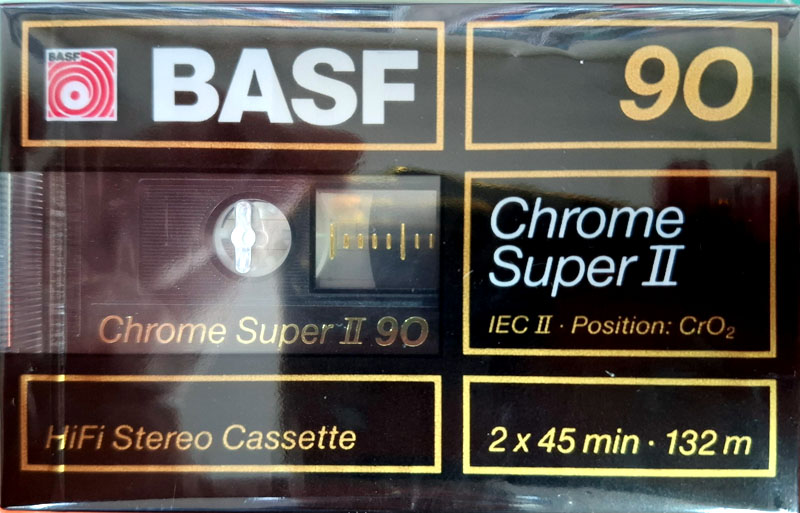 BASF
BASF
90
Chrome
Super II
IEC II · Position: CrO₂
Chrome Super II 90
HiFi Stereo Cassette
2 x 45 min · 132 m